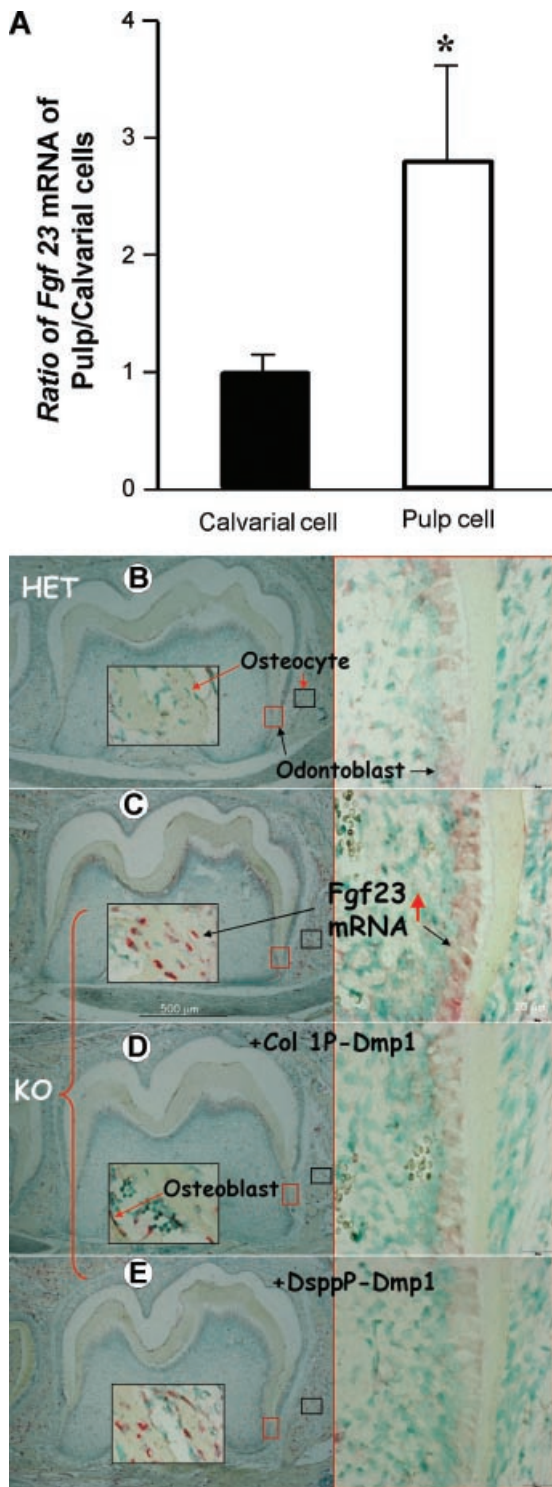 A
Ratio of Fgf 23 mRNA of
Pulp/Calvarial cells
4
3
2
1
0
*
Calvarial cell
Pulp cell
B
HET
Osteocyte
Odontoblast
C
Fgf23
mRNA
500 µm
KO
D
+Col 1P-Dmp1
Osteoblast
E
+DsppP-Dmp1